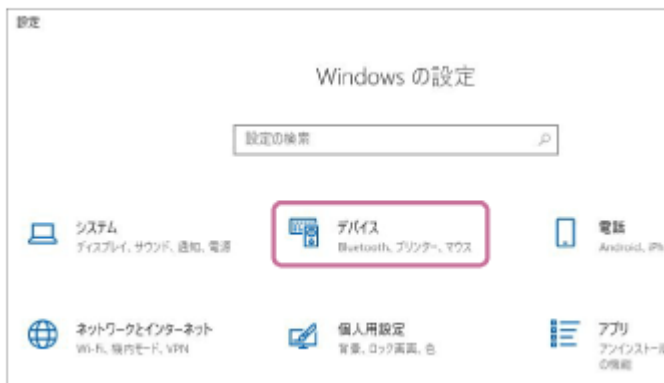 設定
Windows の設定
設定の検索
システム
ディスプレイ、サウンド、通知、電源
デバイス
Bluetooth、プリンター、マウス
電話
Android、iPh
ネットワークとインターネット
Wi-Fi、機内モード、VPN
個人用設定
背景、ロック画面、色
アプリ
アンインストール
の機能